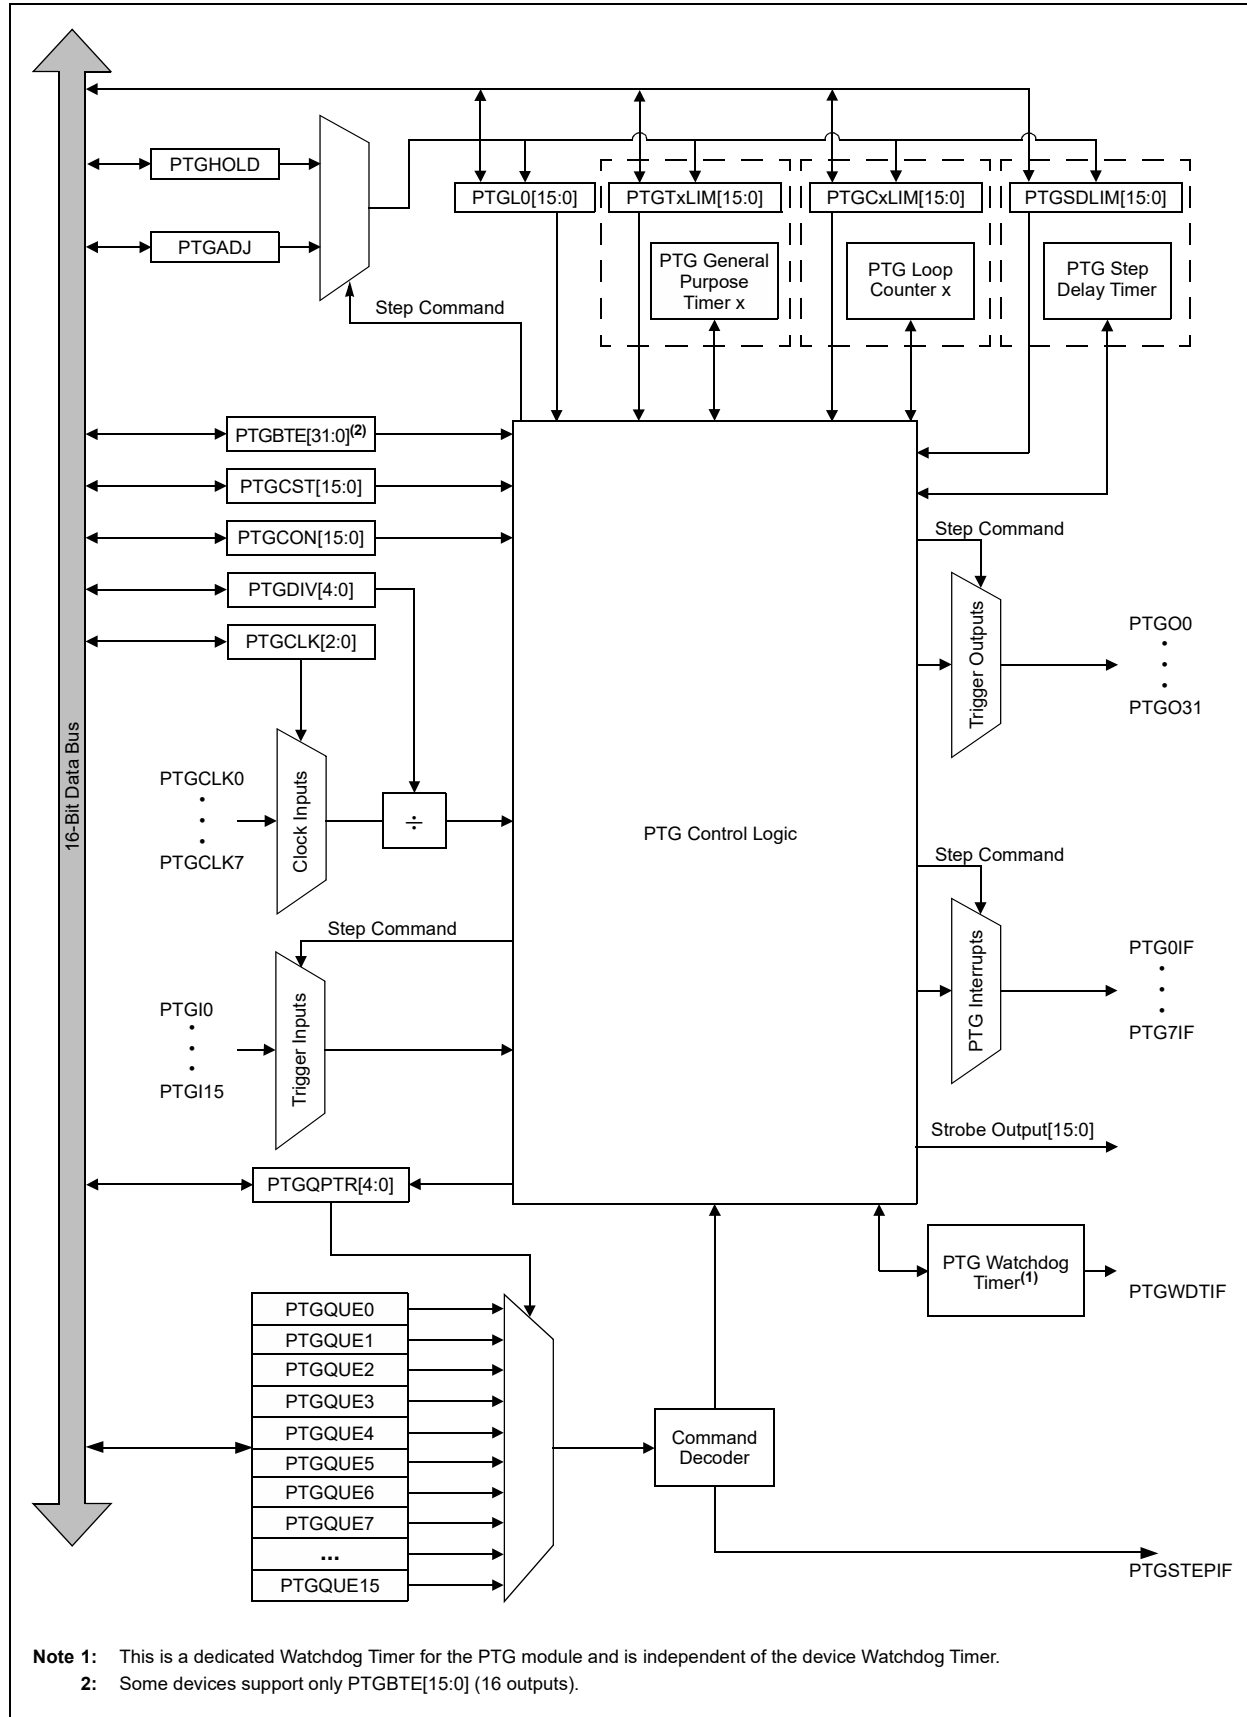 PTGHOLD
PTGADJ
PTGL0[15:0]
PTGTxLIM[15:0]
PTGCxLIM[15:0]
PTGSDLIM[15:0]
PTG General
Purpose
Timer x
PTG Loop
Counter x
PTG Step
Delay Timer
Step Command
PTGBTE[31:0](2)
PTGCST[15:0]
PTGCON[15:0]
PTGDIV[4:0]
PTGCLK[2:0]
16-Bit Data Bus
PTGCLK0
PTGCLK7
Clock Inputs
÷
PTG Control Logic
Step Command
Trigger Outputs
PTGO0
PTGO31
Step Command
PTG Interrupts
PTG0IF
PTG7IF
Step Command
PTGI0
PTGI15
Trigger Inputs
Strobe Output[15:0]
PTGQPTR[4:0]
PTG Watchdog
Timer(1)
PTGWDTIF
PTGQUE0
PTGQUE1
PTGQUE2
PTGQUE3
PTGQUE4
PTGQUE5
PTGQUE6
PTGQUE7
...
PTGQUE15
Command
Decoder
PTGSTEPIF
Note 1: This is a dedicated Watchdog Timer for the PTG module and is independent of the device Watchdog Timer.
2: Some devices support only PTGBTE[15:0] (16 outputs).